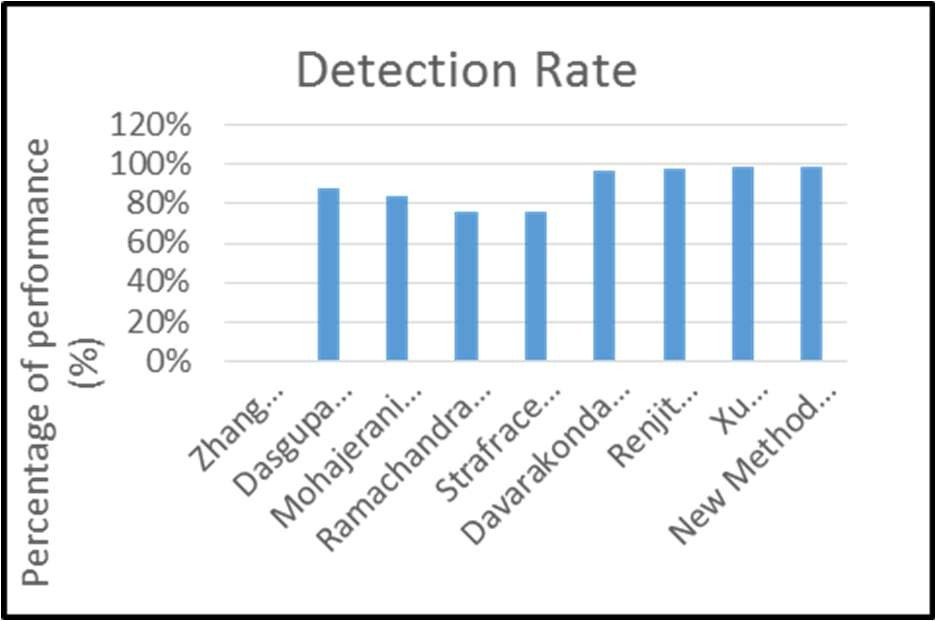 Detection Rate
120%
100%
80%
60%
40%
20%
0%
Percentage of performance
(%)
Zhang...
Dasgupa...
Mohajerani...
Ramachandra...
Strafrace...
Davarakonda...
Renjit...
Xu...
New Method...